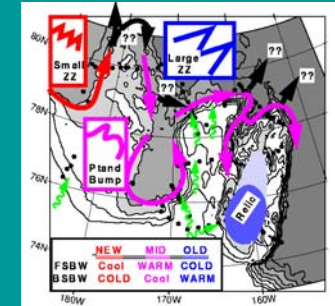 80N
78N
76N
74N
180W
170W
160W
Small
ZZ
??
Large
ZZ
??
??
??
Ptand
Bump
Relic
NEW MID OLD
FSBW Cool WARM COLD
BSBW COLD Cool WARM